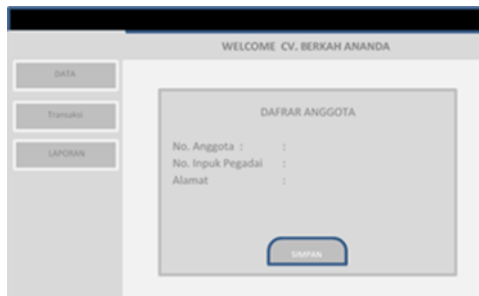 WELCOME CV. BERKAH ANANDA
DATA
Transaksi
LAPORAN
DAFRAR ANGGOTA
No. Anggota : :
No. Inpuk Pegadai :
Alamat :
SIMPAN